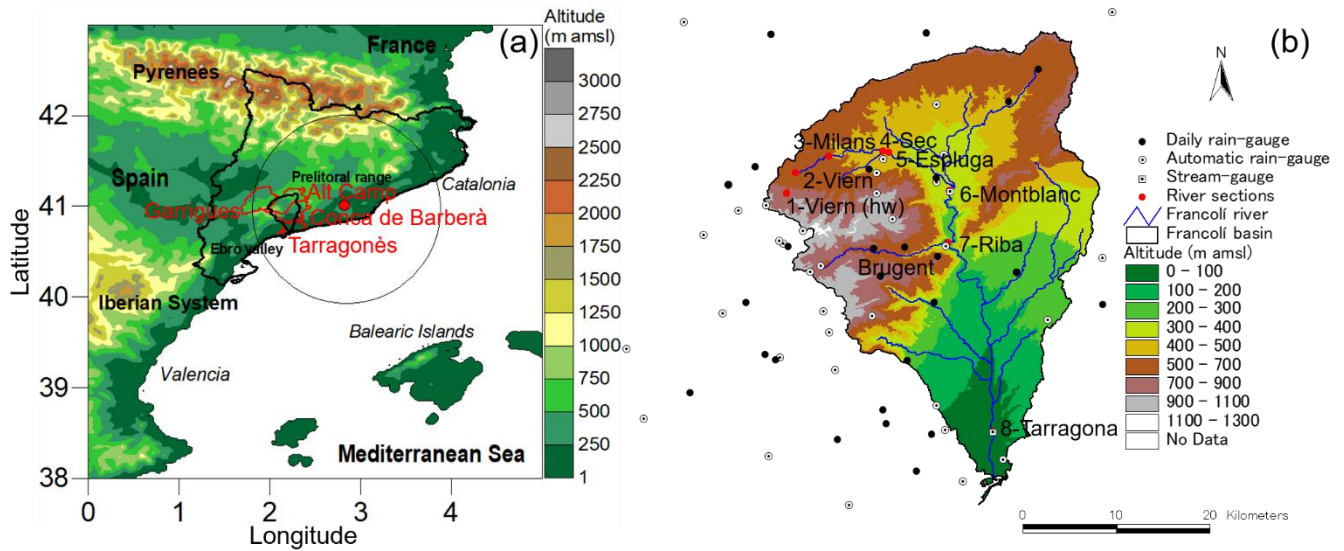 Altitude
(m amsl)
(a)
France
Pyrenees
Spain
Prelitoral range
Alt Camp
Catalonia
Garrigues
Conca de Barberà
Tarragonès
Ebro valley
Iberian System
Balearic Islands
Valencia
Mediterranean Sea
3000
2750
2500
2250
2000
1750
1500
1250
1000
750
500
250
1
42
41
40
39
38
Latitude
0
1
2
3
4
Longitude
(b)
N
3-Milans
4-Sec
5-Espluga
2-Viern
6-Montblanc
1-Viern (hw)
7-Riba
Brugent
8-Tarragona
Daily rain-gauge
Automatic rain-gauge
Stream-gauge
River sections
Francolí river
Francolí basin
Altitude (m amsl)
0 – 100
100 – 200
200 – 300
300 – 400
400 – 500
500 – 700
700 – 900
900 – 1100
1100 – 1300
No Data
0
10
20 Kilometers